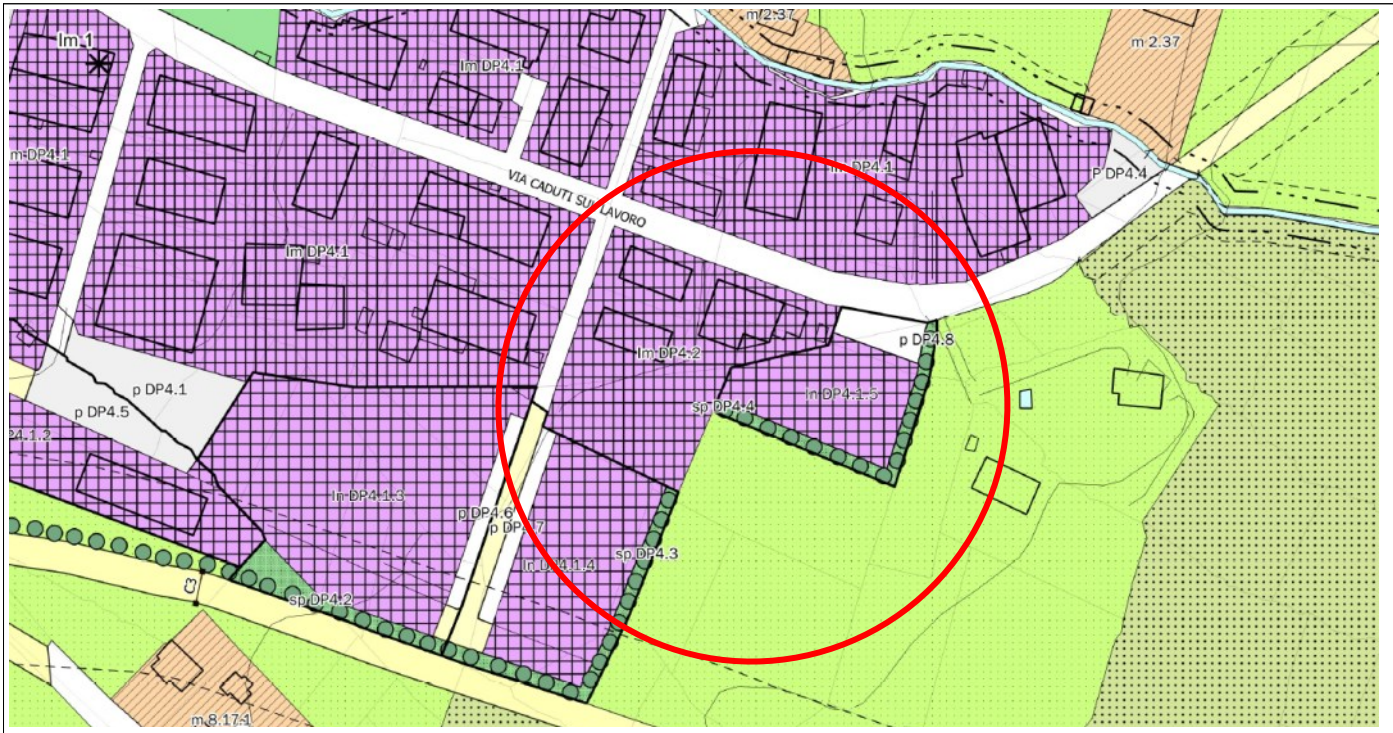 m 2.37
Im 1
m 2.37
Im DP4.1
m DP4.1
In DP4.1
P DP4.4
VIA CADUTI SUL LAVORO
Im DP4.1
p DP4.8
Im DP4.2
p DP4.1
In DP4.1.5
p DP4.5
sp DP4.4
P4.1.2
In DP4.1.3
p DP4.6
p DP4.7
sp DP4.3
In DP4.1.4
C3
sp DP4.2
m 8.17.1